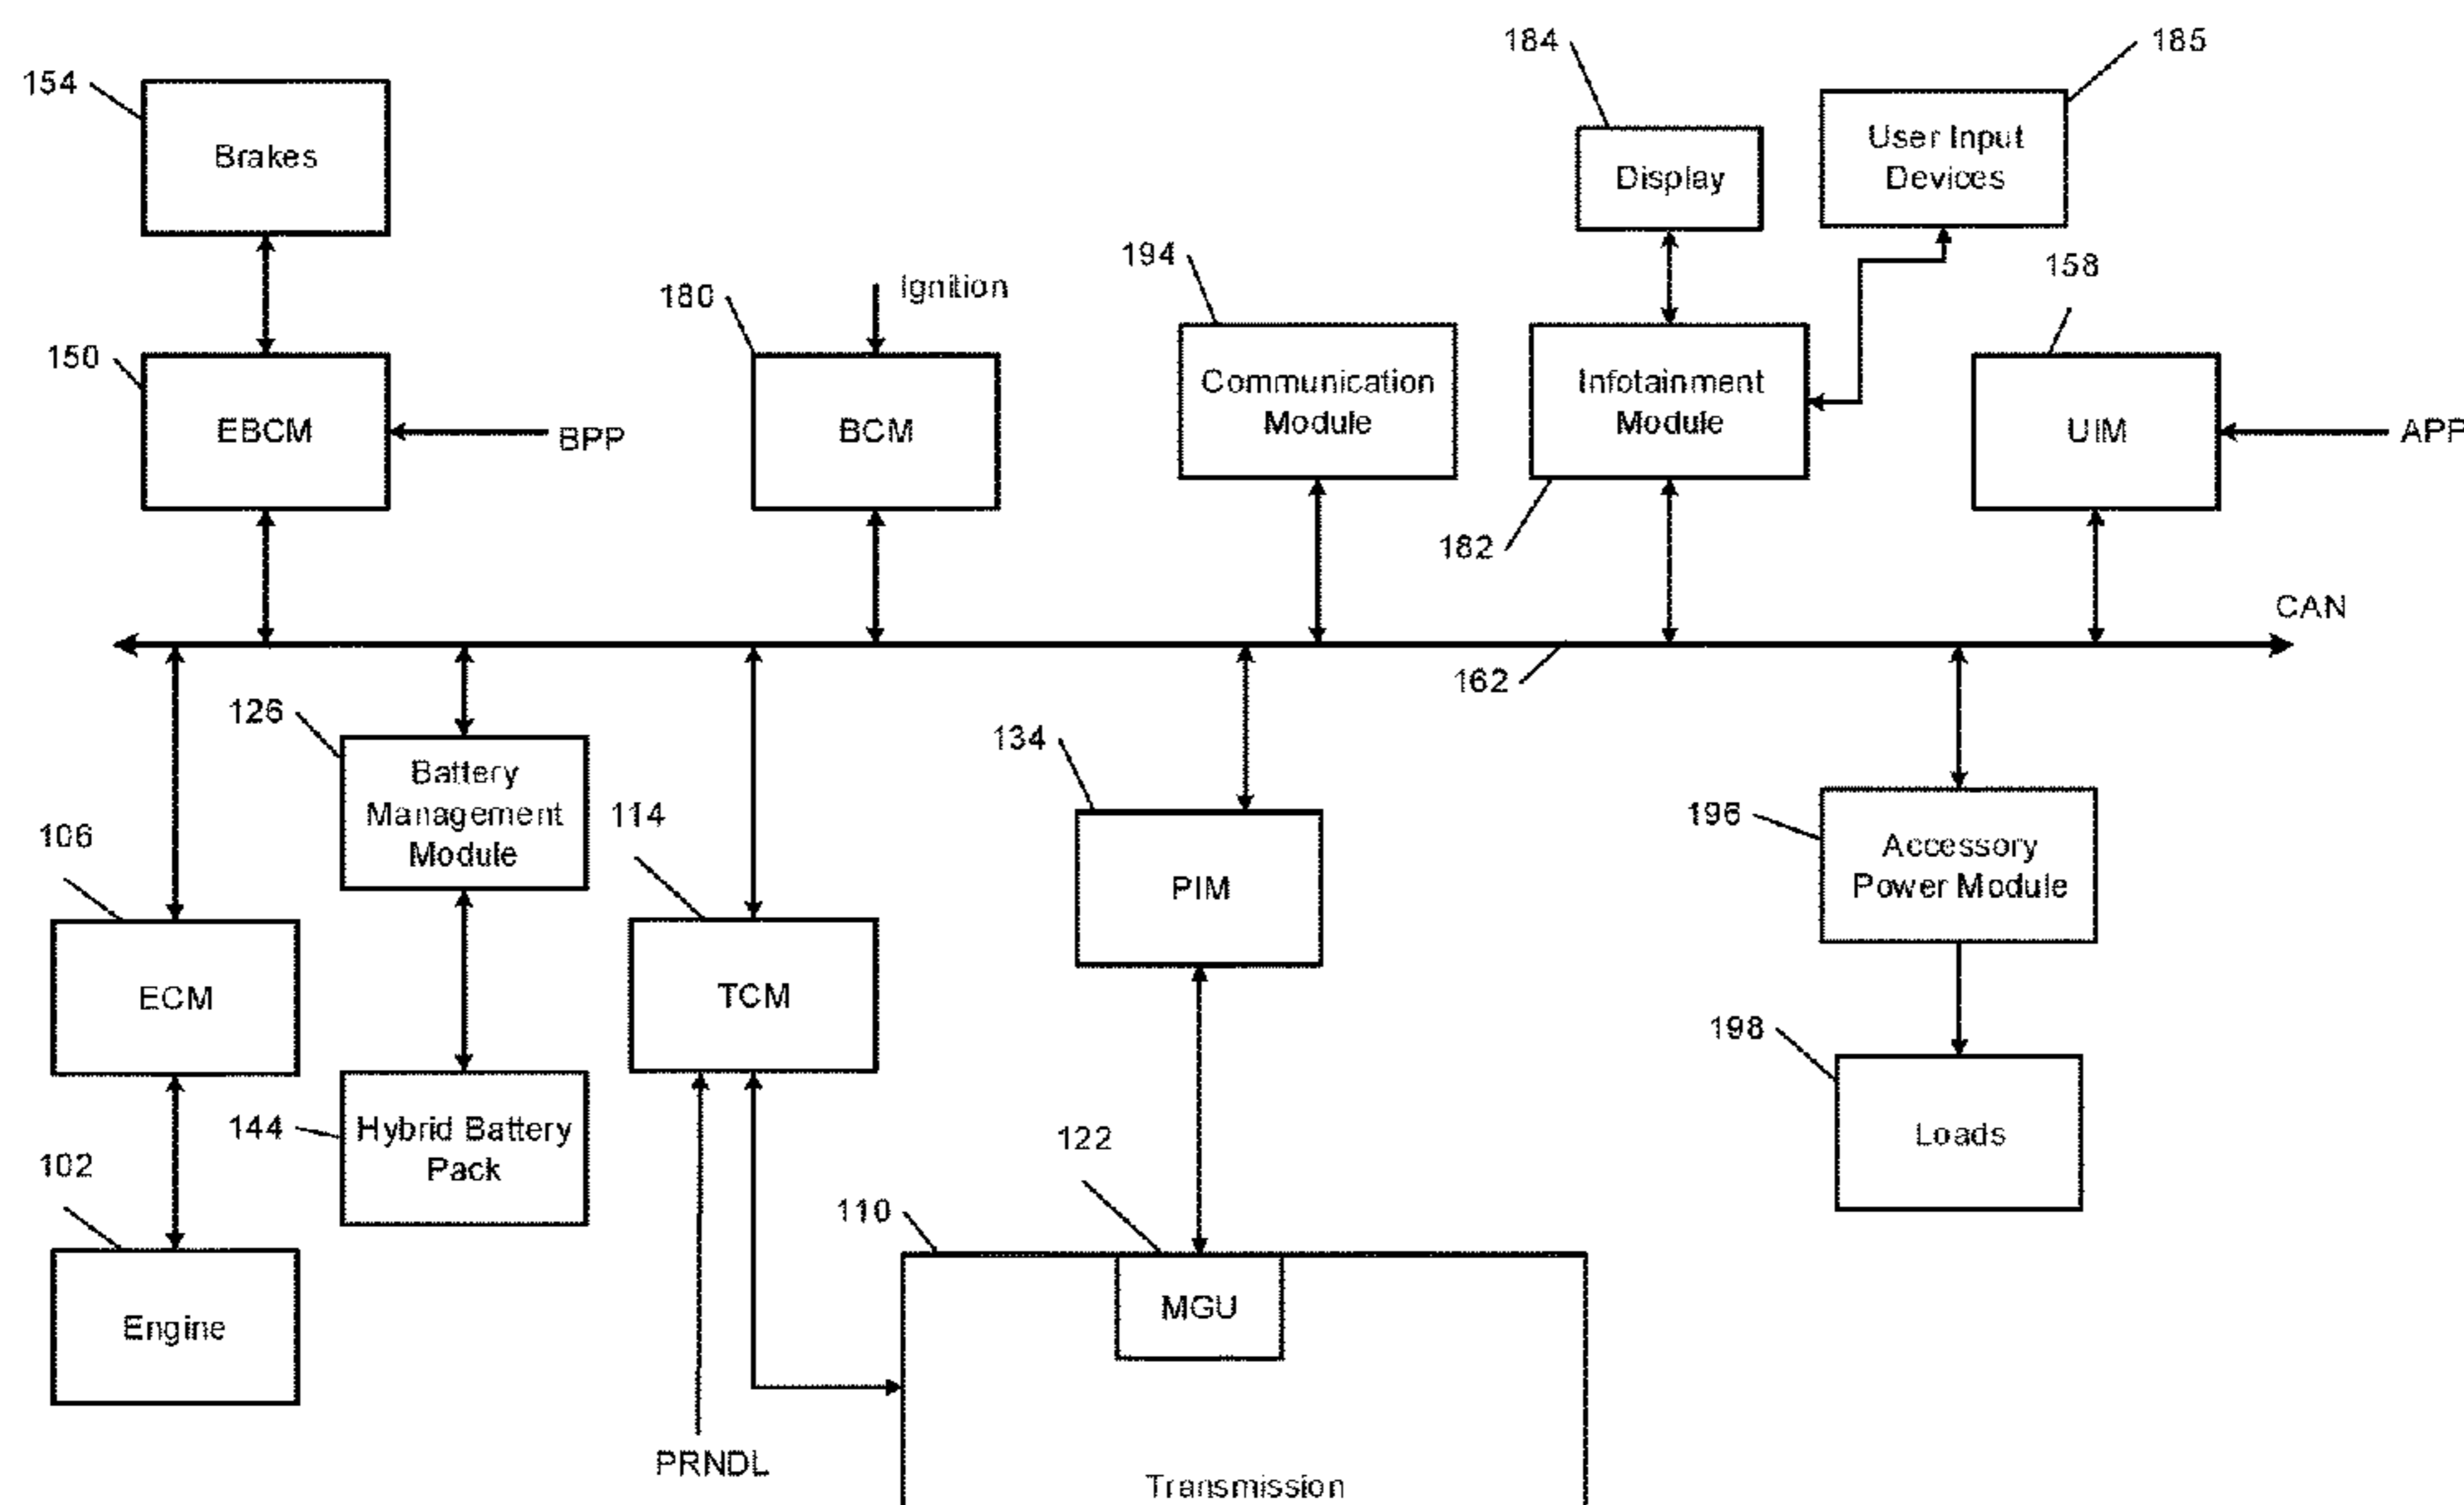 184
185
154
Brakes
Display
User Input
Devices
194
158
180
Ignition
150
EBCM
BPP
BCM
Communication
Module
Infotainment
Module
UIM
APP
182
CAN
162
126
134
Battery
Management
Module
114
106
196
Accessory
Power Module
PIM
ECM
TCM
198
144
Hybrid Battery
Pack
122
Loads
102
110
MGU
Engine
PRNDL
Transmission